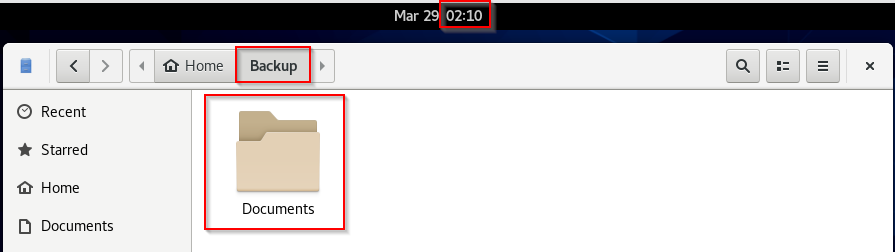 Mar 29 02:10
Home Backup
Recent
Starred
Home
Documents
Documents